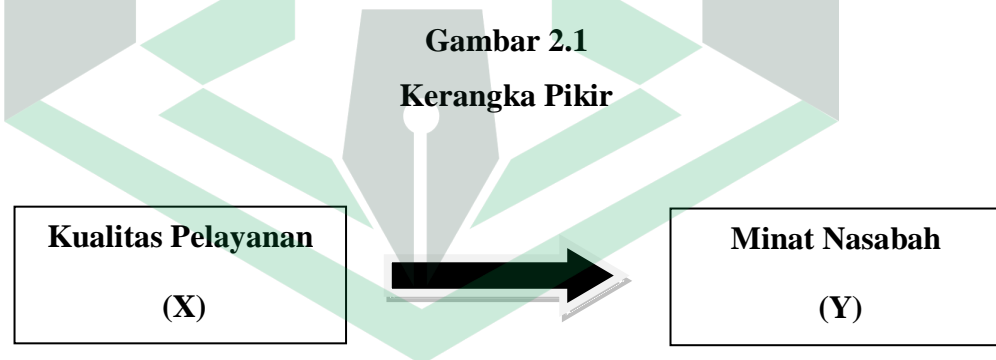 Gambar 2.1
Kerangka Pikir
Kualitas Pelayanan
(X)
Minat Nasabah
(Y)